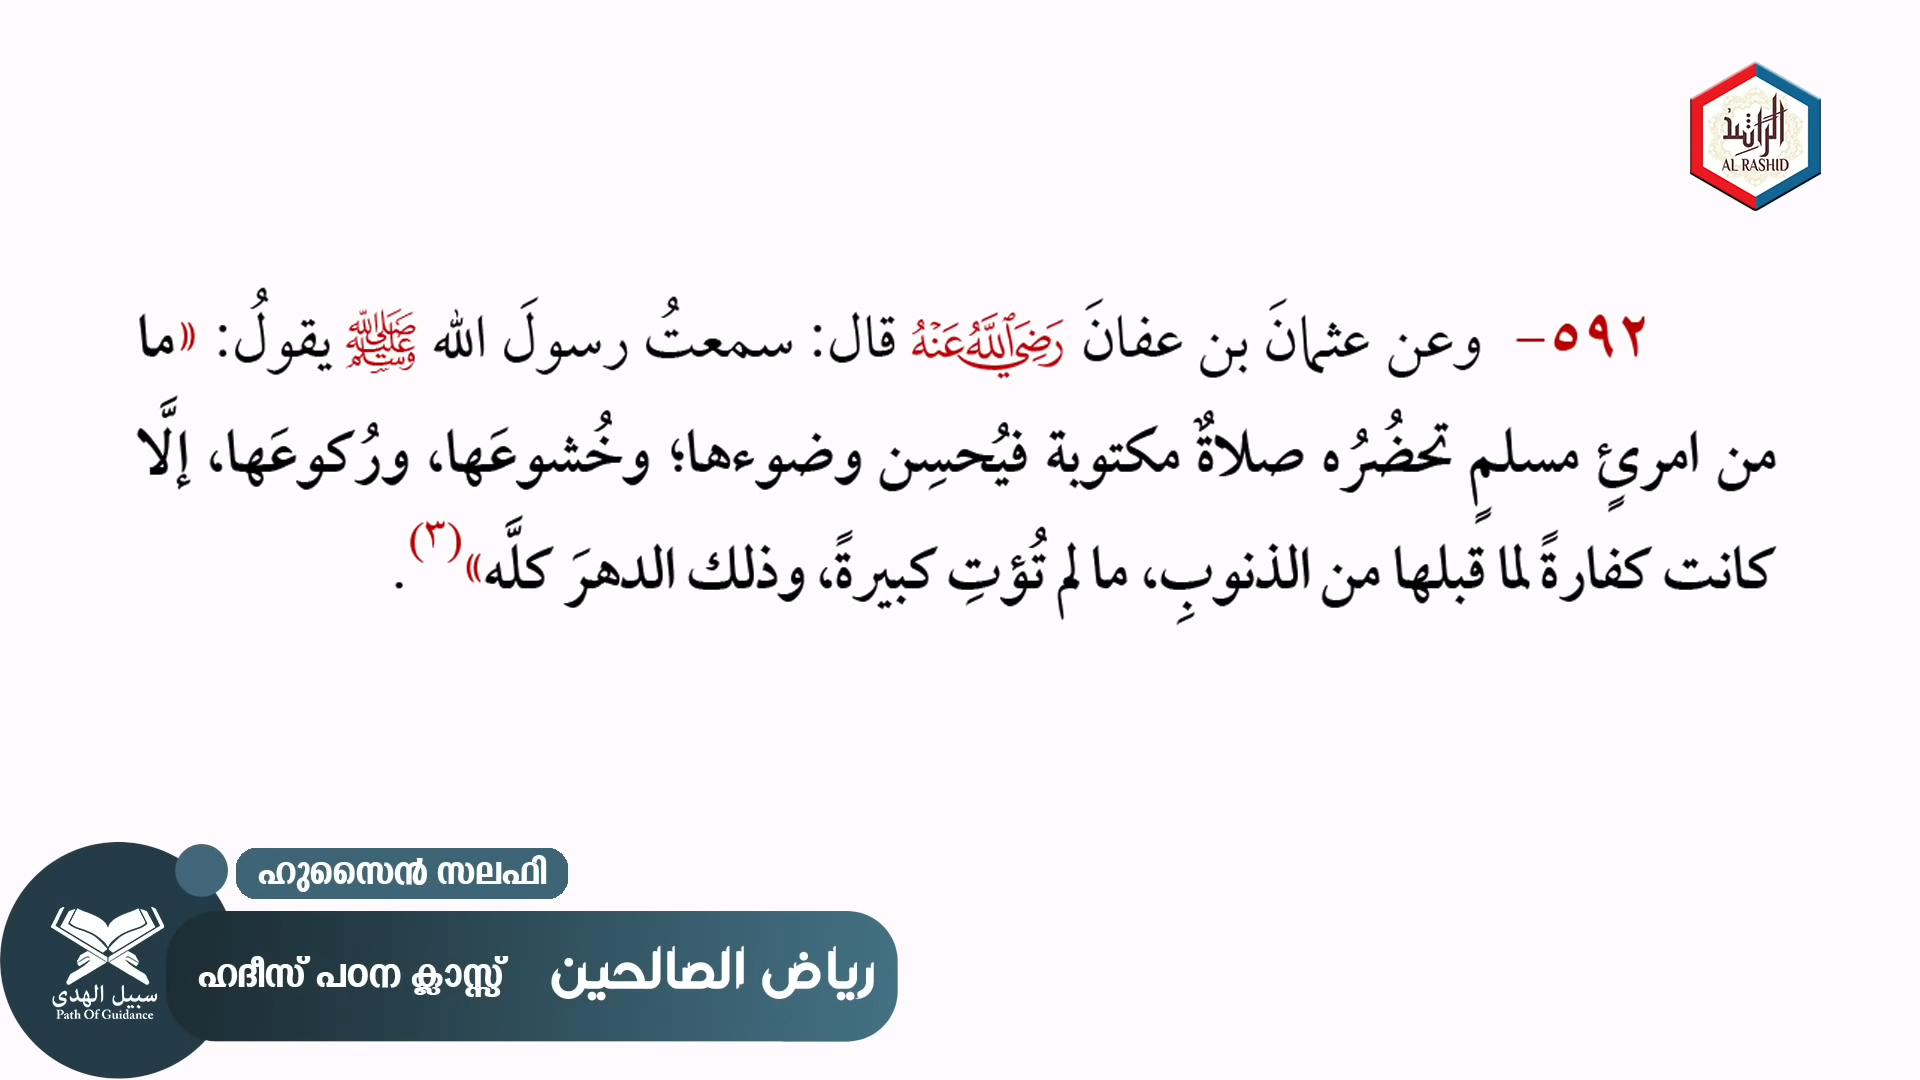 الراشد
AL RASHID
٥٩٢- وعن عثمانَ بن عفانَ رَضِيَ اللَّهُ عَنْهُ قال: سمعتُ رسولَ الله ﷺ يقولُ: «ما
من امرئٍ مسلمٍ تحضُرُه صلاةٌ مكتوبة فيُحسِن وضوءها؛ وخُشوعَها، ورُكوعَها، إلَّا
كانت كفارةً لما قبلها من الذنوبِ، ما لم تُؤتِ كبيرةً، وذلك الدهرَ كلَّه»(٣).
ഹുസൈൻ സലഫി
رياض الصالحين ഹദീസ് പഠന ക്ലാസ്സ്
سبيل الهدى
Path Of Guidance